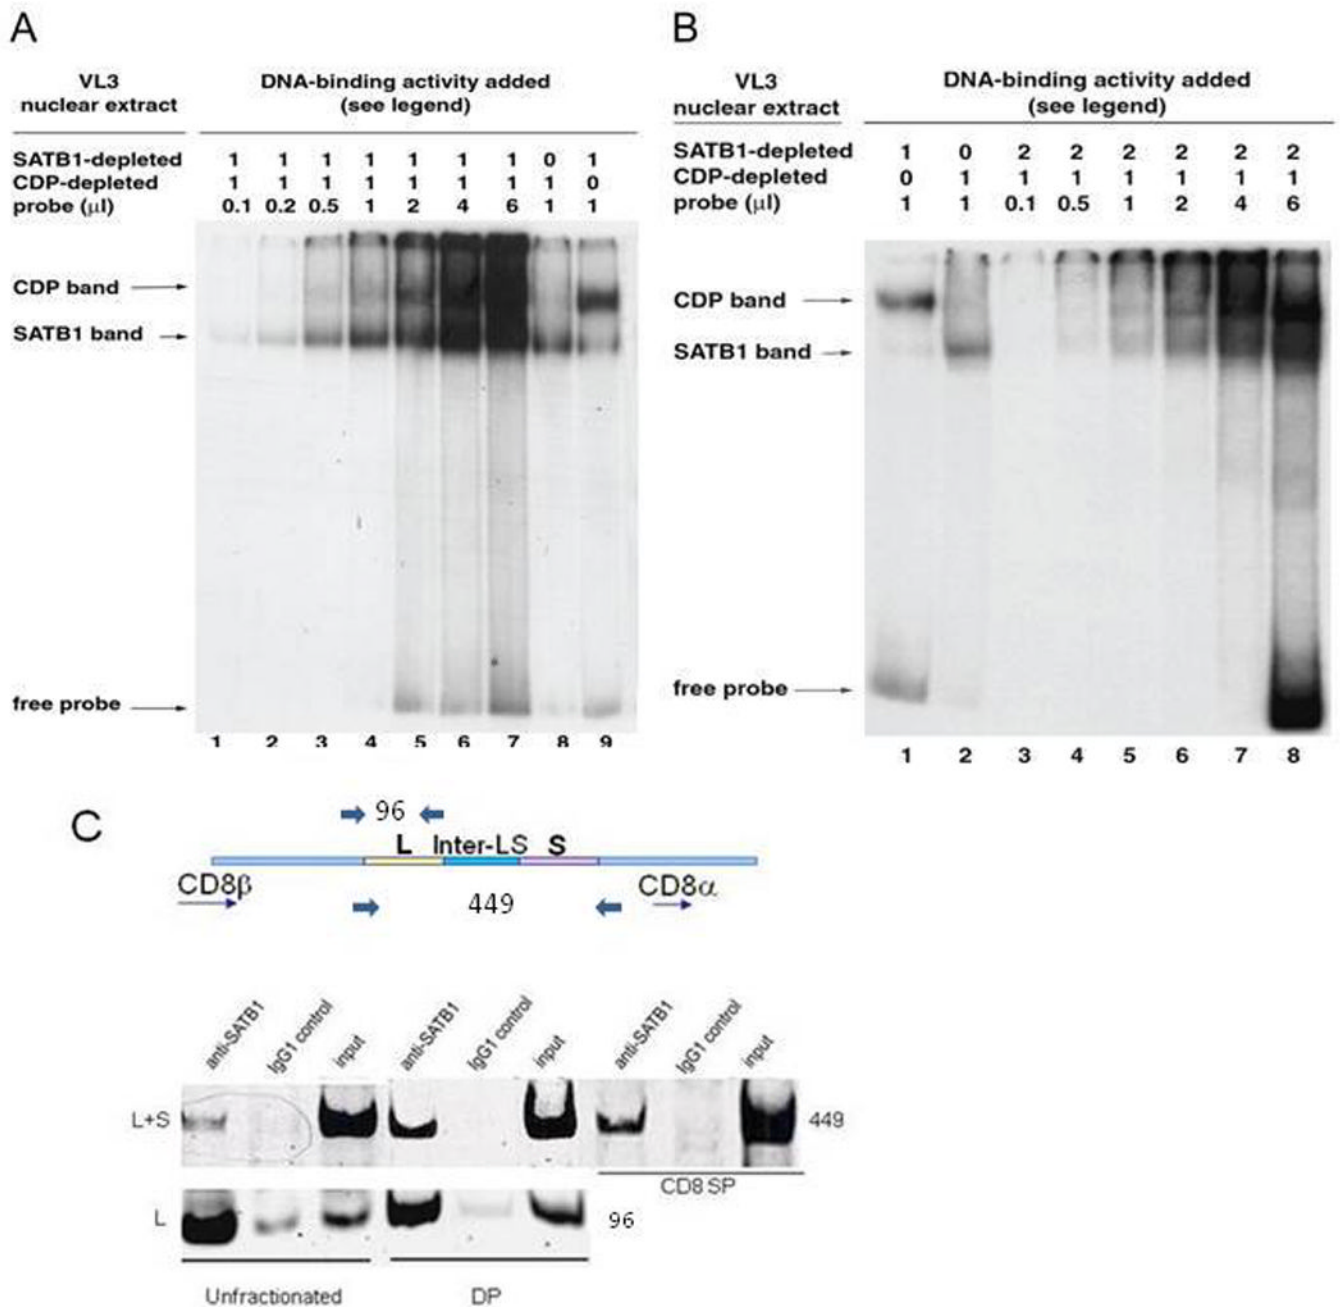 A
VL3
nuclear extract
DNA-binding activity added
(see legend)
SATB1-depleted 1 1 1 1 1 1 1 0 1
CDP-depleted 1 1 1 1 1 1 1 1 0
probe (µl) 0.1 0.2 0.5 1 2 4 6 1 1
CDP band
SATB1 band
free probe
1 2 3 4 5 6 7 8 9
B
VL3
nuclear extract
DNA-binding activity added
(see legend)
SATB1-depleted 1 0 2 2 2 2 2 2
CDP-depleted 0 1 1 1 1 1 1 1
probe (µl) 1 1 0.1 0.5 1 2 4 6
CDP band
SATB1 band
free probe
1 2 3 4 5 6 7 8
C
96
L Inter-LS S
CD8β CD8α
449
anti-SATB1 IgG1 control input anti-SATB1 IgG1 control input anti-SATB1 IgG1 control input
L+S 449
CD8 SP
L 96
Unfractionated DP